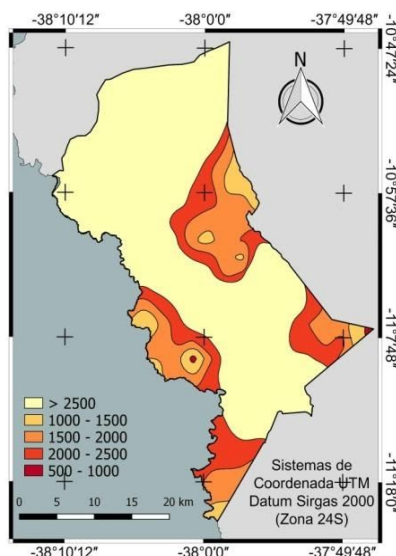 -38°10'12" -38°0'0" -37°49'48"
-10°47'24"
N
-10°57'36"
-11°7'48"
> 2500
1000 - 1500
1500 - 2000
2000 - 2500
500 - 1000
0 5 10 15 20 km
Sistemas de
Coordenada UTM
Datum Sirgas 2000
(Zona 24S)
-11°18'0"
-38°10'12" -38°0'0" -37°49'48"